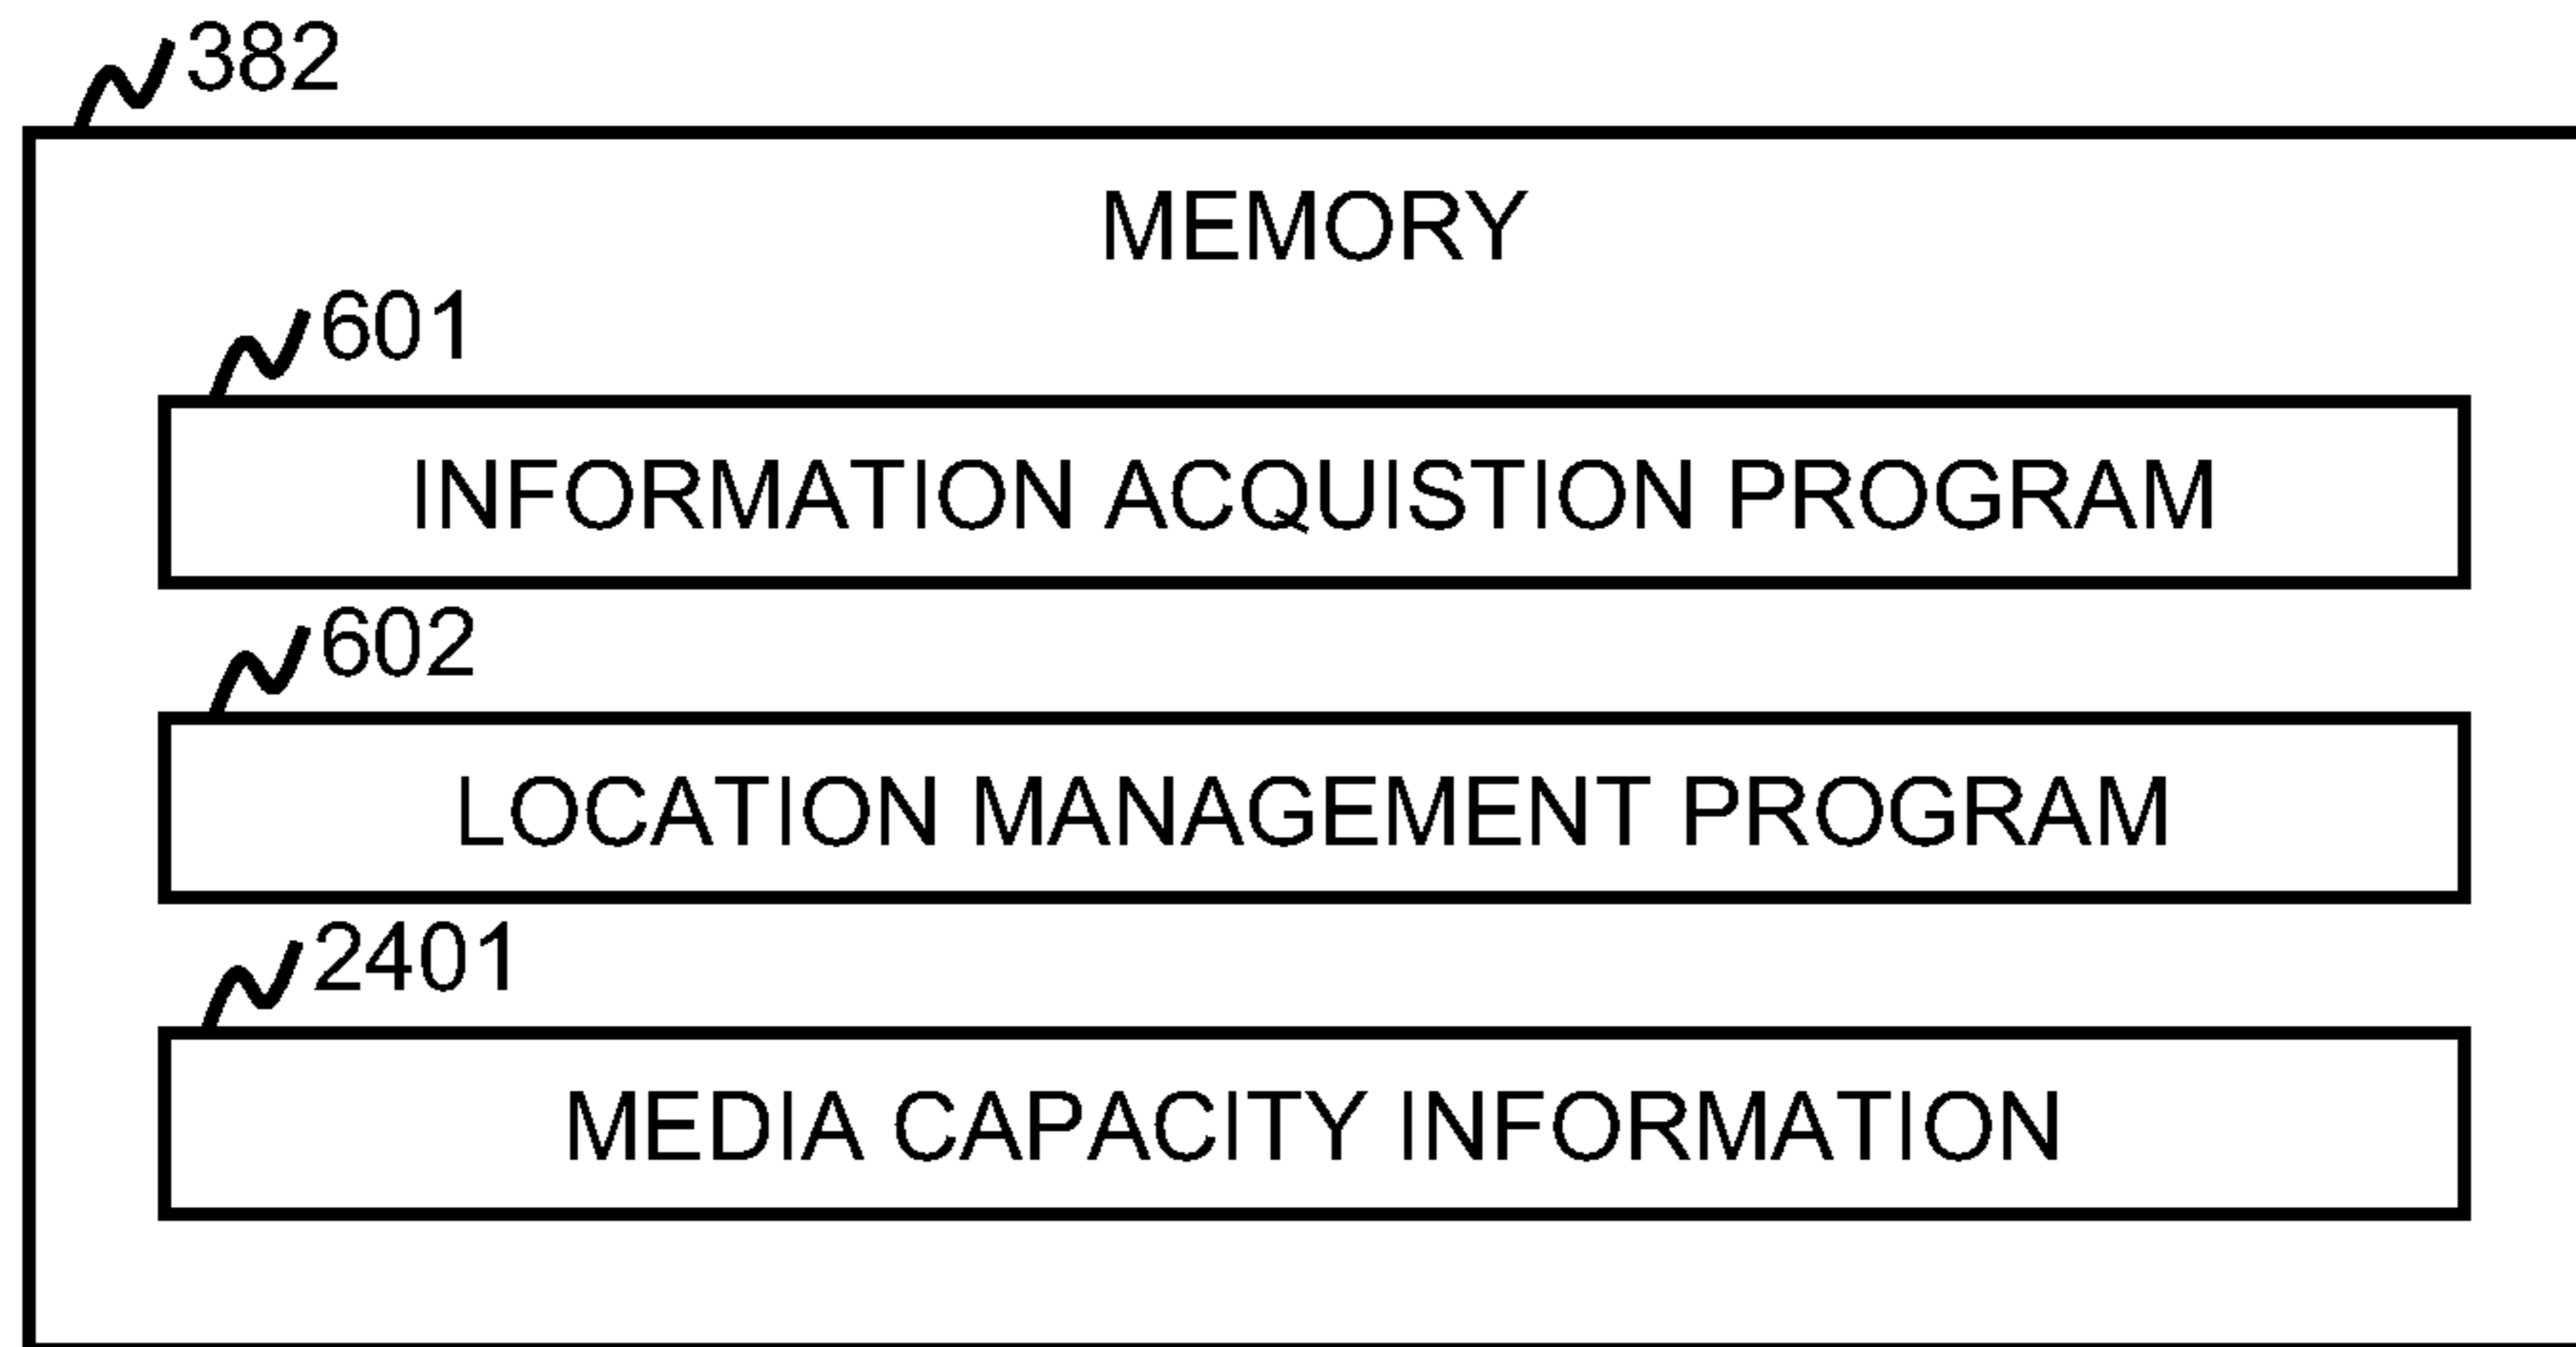 382
MEMORY
601
INFORMATION ACQUISTION PROGRAM
602
LOCATION MANAGEMENT PROGRAM
2401
MEDIA CAPACITY INFORMATION